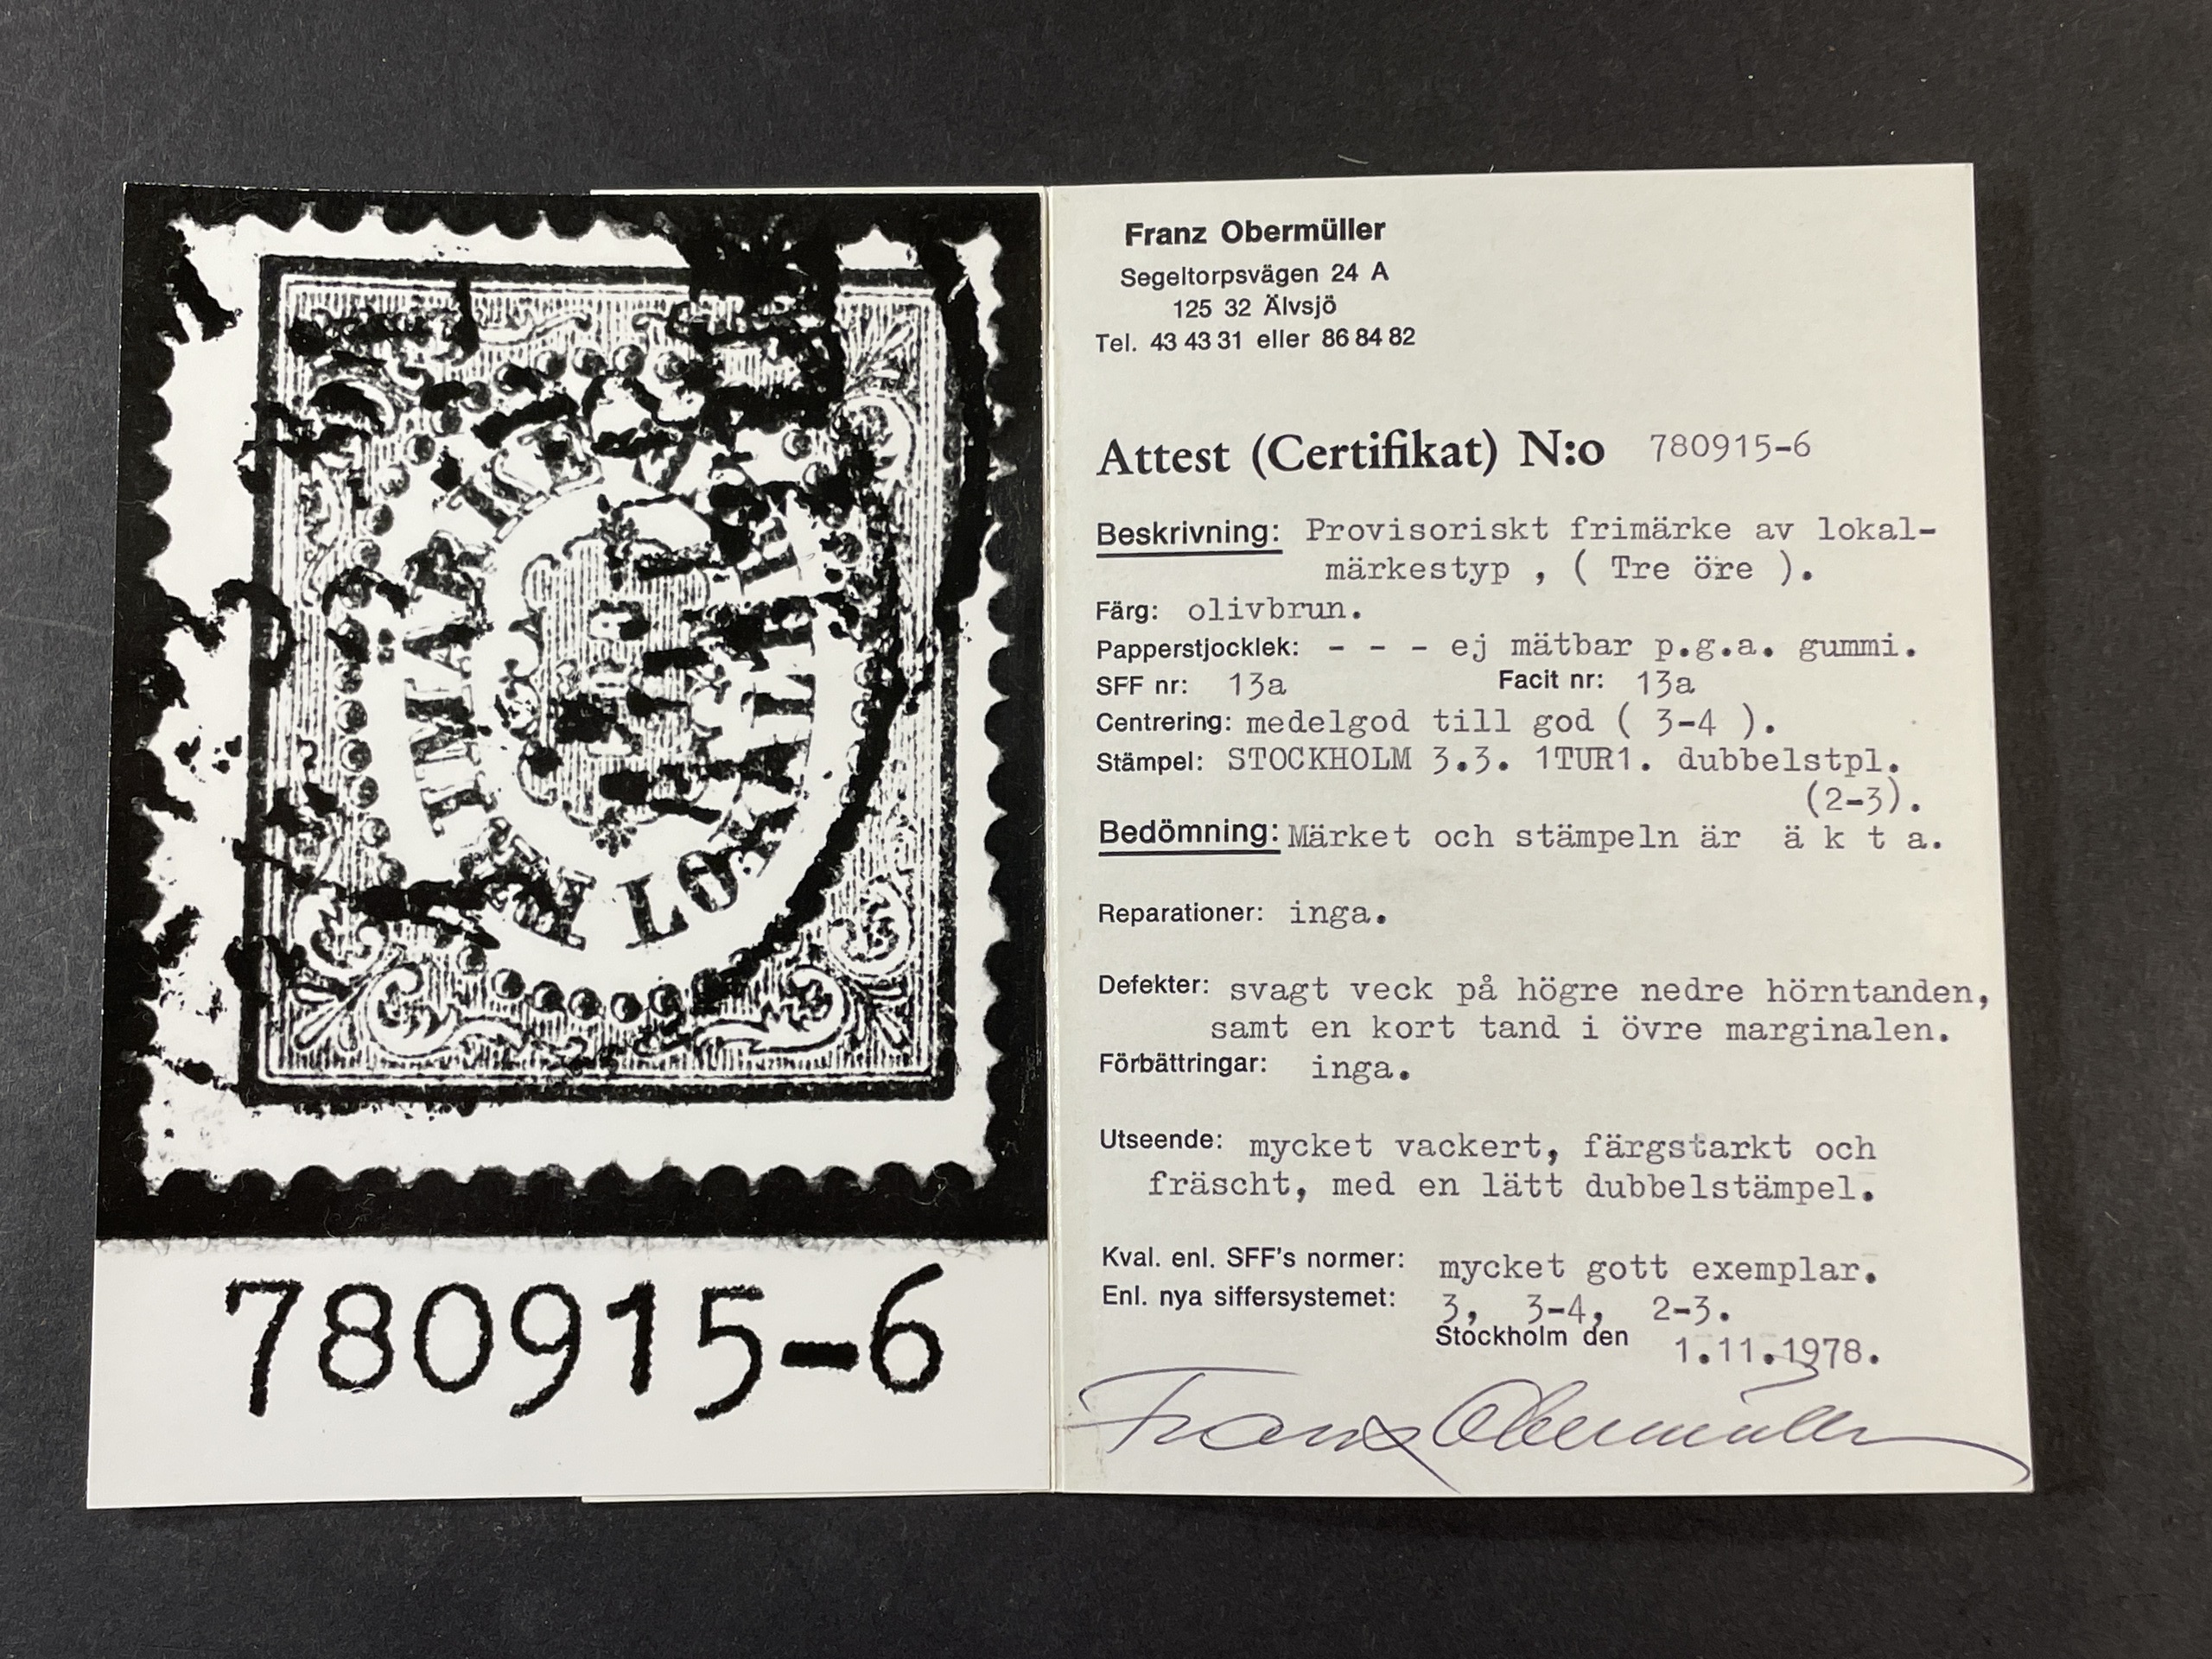 FRIMÄRKE FÖR LOKALBREF
780915-6
Franz Obermüller
Segeltorpsvägen 24 A
125 32 Älvsjö
Tel. 43 43 31 eller 86 84 82
Attest (Certifikat) N:o 780915-6
Beskrivning: Provisoriskt frimärke av lokal-
märkestyp , ( Tre öre ).
Färg: olivbrun.
Papperstjocklek: - - - ej mätbar p.g.a. gummi.
SFF nr: 13a Facit nr: 13a
Centrering: medelgod till god ( 3-4 ).
Stämpel: STOCKHOLM 3.3. 1TUR1. dubbelstpl.
(2-3).
Bedömning: Märket och stämpeln är ä k t a.
Reparationer: inga.
Defekter: svagt veck på högre nedre hörntanden,
samt en kort tand i övre marginalen.
Förbättringar: inga.
Utseende: mycket vackert, färgstarkt och
fräscht, med en lätt dubbelstämpel.
Kval. enl. SFF's normer: mycket gott exemplar.
Enl. nya siffersystemet: 3, 3-4, 2-3.
Stockholm den 1.11.1978.
Franz Obermüller